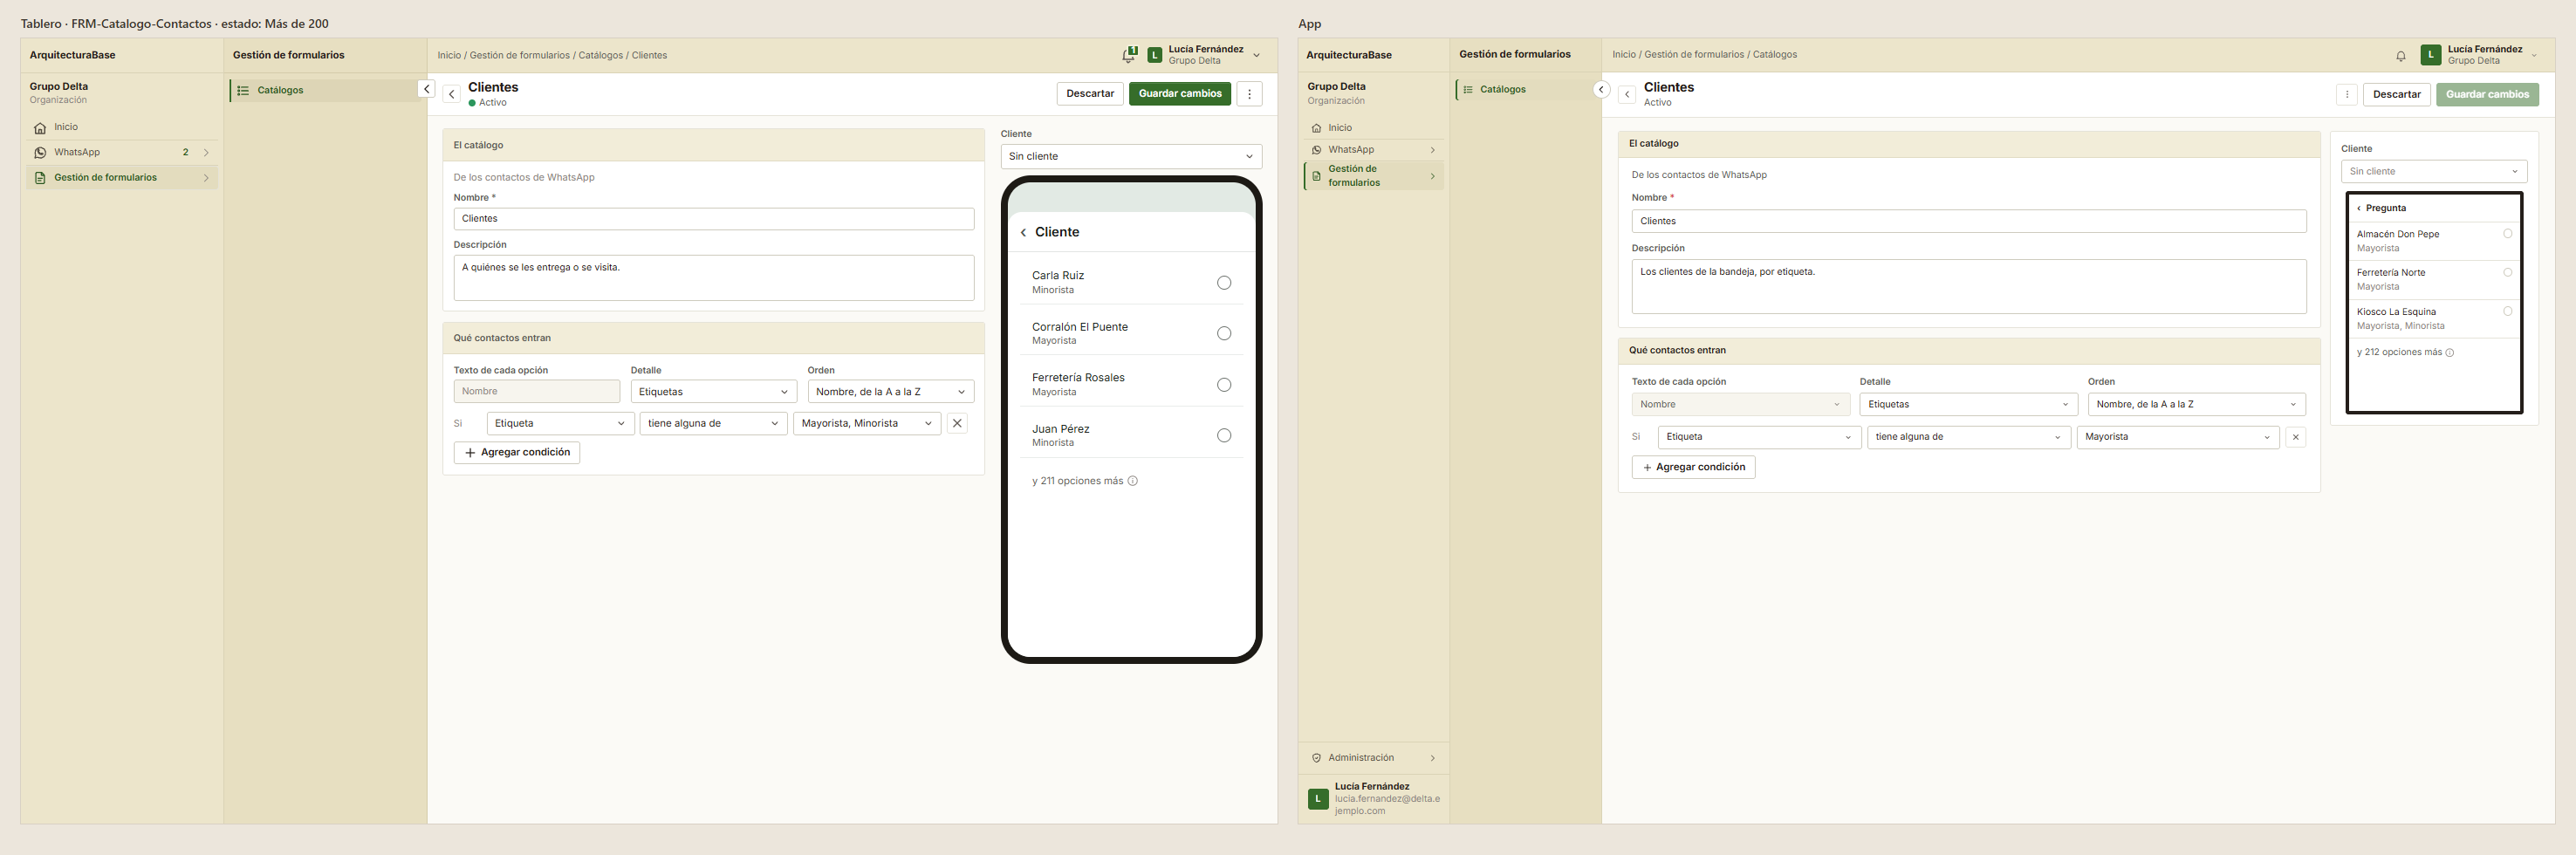 Tablero · FRM-Catalogo-Contactos · estado: Más de 200
ArquitecturaBase
Grupo Delta
Organización
Inicio
WhatsApp
2
Gestión de formularios
Gestión de formularios
Catálogos
Inicio / Gestión de formularios / Catálogos / Clientes
1
L
Lucía Fernández
Grupo Delta
Clientes
Activo
Descartar
Guardar cambios
El catálogo
De los contactos de WhatsApp
Nombre *
Clientes
Descripción
A quiénes se les entrega o se visita.
Qué contactos entran
Texto de cada opción
Detalle
Orden
Nombre
Etiquetas
Nombre, de la A a la Z
Si
Etiqueta
tiene alguna de
Mayorista, Minorista
Agregar condición
Cliente
Sin cliente
Cliente
Carla Ruiz
Minorista
Corralón El Puente
Mayorista
Ferretería Rosales
Mayorista
Juan Pérez
Minorista
y 211 opciones más
App
ArquitecturaBase
Grupo Delta
Organización
Inicio
WhatsApp
Gestión de
formularios
Administración
L
Lucía Fernández
lucia.fernandez@delta.e
jemplo.com
Gestión de formularios
Catálogos
Inicio / Gestión de formularios / Catálogos
L
Lucía Fernández
Grupo Delta
Clientes
Activo
Descartar
Guardar cambios
El catálogo
De los contactos de WhatsApp
Nombre *
Clientes
Descripción
Los clientes de la bandeja, por etiqueta.
Qué contactos entran
Texto de cada opción
Detalle
Orden
Nombre
Etiquetas
Nombre, de la A a la Z
Si
Etiqueta
tiene alguna de
Mayorista
Agregar condición
Cliente
Sin cliente
Pregunta
Almacén Don Pepe
Mayorista
Ferretería Norte
Mayorista
Kiosco La Esquina
Mayorista, Minorista
y 212 opciones más